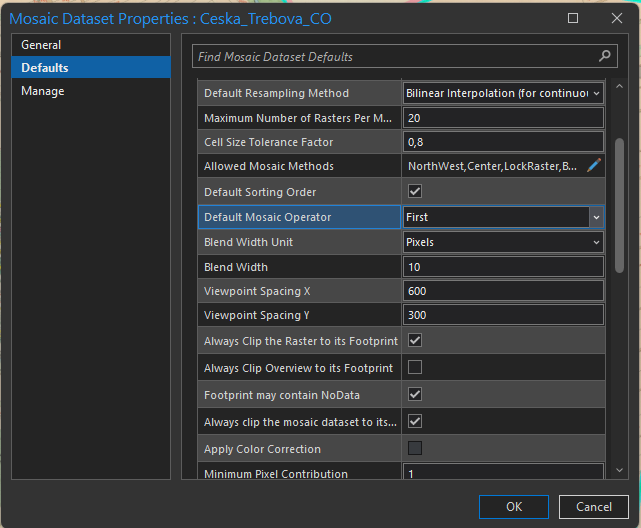 Mosaic Dataset Properties : Ceska_Trebova_CO
General
Defaults
Manage
Find Mosaic Dataset Defaults
Default Resampling Method Bilinear Interpolation (for continuou
Maximum Number of Rasters Per M... 20
Cell Size Tolerance Factor 0,8
Allowed Mosaic Methods NorthWest,Center,LockRaster,B...
Default Sorting Order
Default Mosaic Operator First
Blend Width Unit Pixels
Blend Width 10
Viewpoint Spacing X 600
Viewpoint Spacing Y 300
Always Clip the Raster to its Footprint
Always Clip Overview to its Footprint
Footprint may contain NoData
Always clip the mosaic dataset to its...
Apply Color Correction
Minimum Pixel Contribution 1
OK Cancel